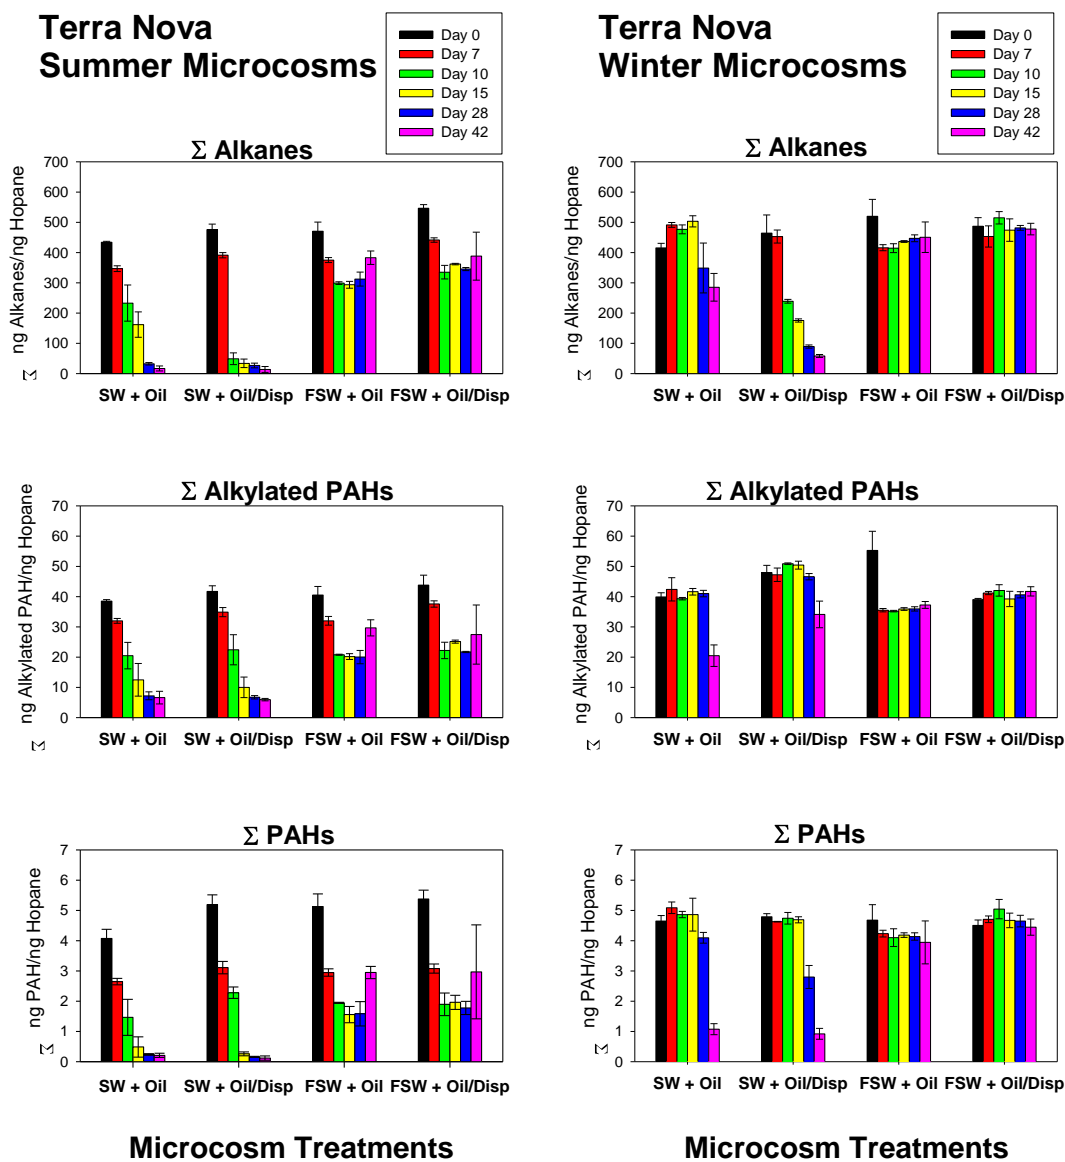 Terra Nova
Summer Microcosms
Day 0
Day 7
Day 10
Day 15
Day 28
Day 42
Σ Alkanes
ng Alkanes/ng Hopane
Σ
700
600
500
400
300
200
100
0
SW + Oil SW + Oil/Disp FSW + Oil FSW + Oil/Disp
Σ Alkylated PAHs
ng Alkylated PAH/ng Hopane
Σ
70
60
50
40
30
20
10
0
SW + Oil SW + Oil/Disp FSW + Oil FSW + Oil/Disp
Σ PAHs
ng PAH/ng Hopane
Σ
7
6
5
4
3
2
1
0
SW + Oil SW + Oil/Disp FSW + Oil FSW + Oil/Disp
Microcosm Treatments
Terra Nova
Winter Microcosms
Day 0
Day 7
Day 10
Day 15
Day 28
Day 42
Σ Alkanes
ng Alkanes/ng Hopane
Σ
700
600
500
400
300
200
100
0
SW + Oil SW + Oil/Disp FSW + Oil FSW + Oil/Disp
Σ Alkylated PAHs
ng Alkylated PAH/ng Hopane
Σ
70
60
50
40
30
20
10
0
SW + Oil SW + Oil/Disp FSW + Oil FSW + Oil/Disp
Σ PAHs
ng PAH/ng Hopane
Σ
7
6
5
4
3
2
1
0
SW + Oil SW + Oil/Disp FSW + Oil FSW + Oil/Disp
Microcosm Treatments